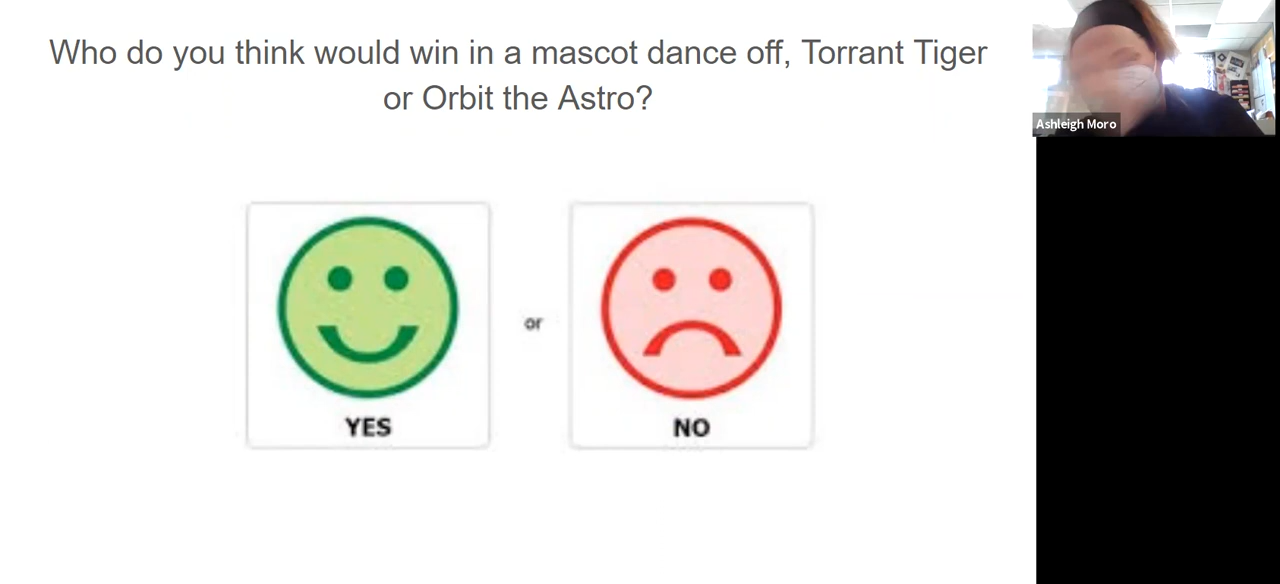 Who do you think would win in a mascot dance off, Torrant Tiger
or Orbit the Astro?
Ashleigh Moro
YES
or
NO